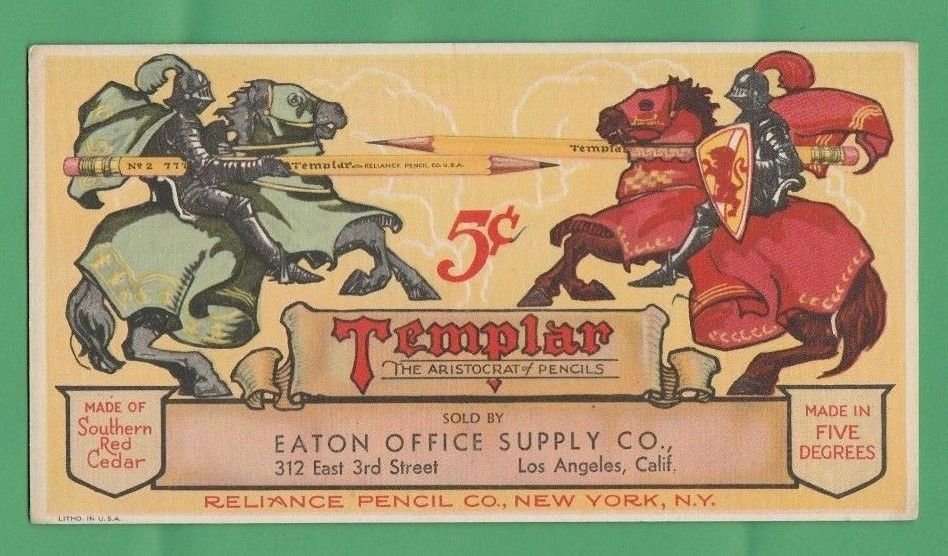 Nº 2 777
Templar
RELIANCE PENCIL CO. U.S.A.
Templar
5¢
Templar
THE ARISTOCRAT of PENCILS
MADE OF
Southern
Red
Cedar
SOLD BY
EATON OFFICE SUPPLY CO.,
312 East 3rd Street Los Angeles, Calif.
MADE IN
FIVE
DEGREES
RELIANCE PENCIL CO., NEW YORK, N.Y.
LITHO. IN U.S.A.